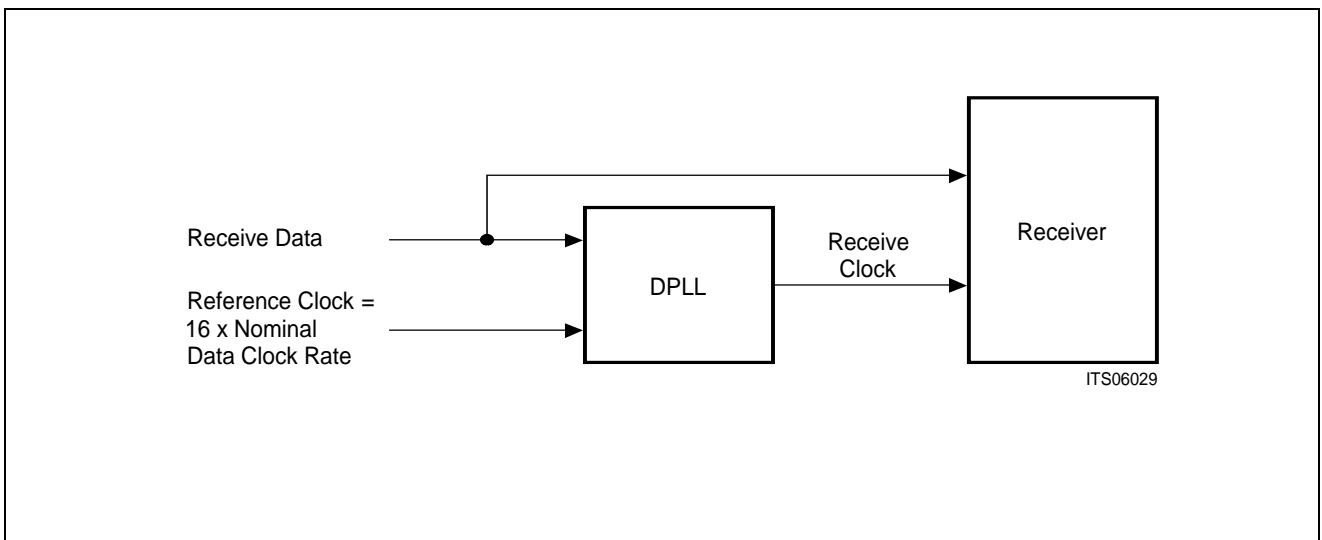 Receive Data
Reference Clock =
16 x Nominal
Data Clock Rate
DPLL
Receive
Clock
Receiver
ITS06029